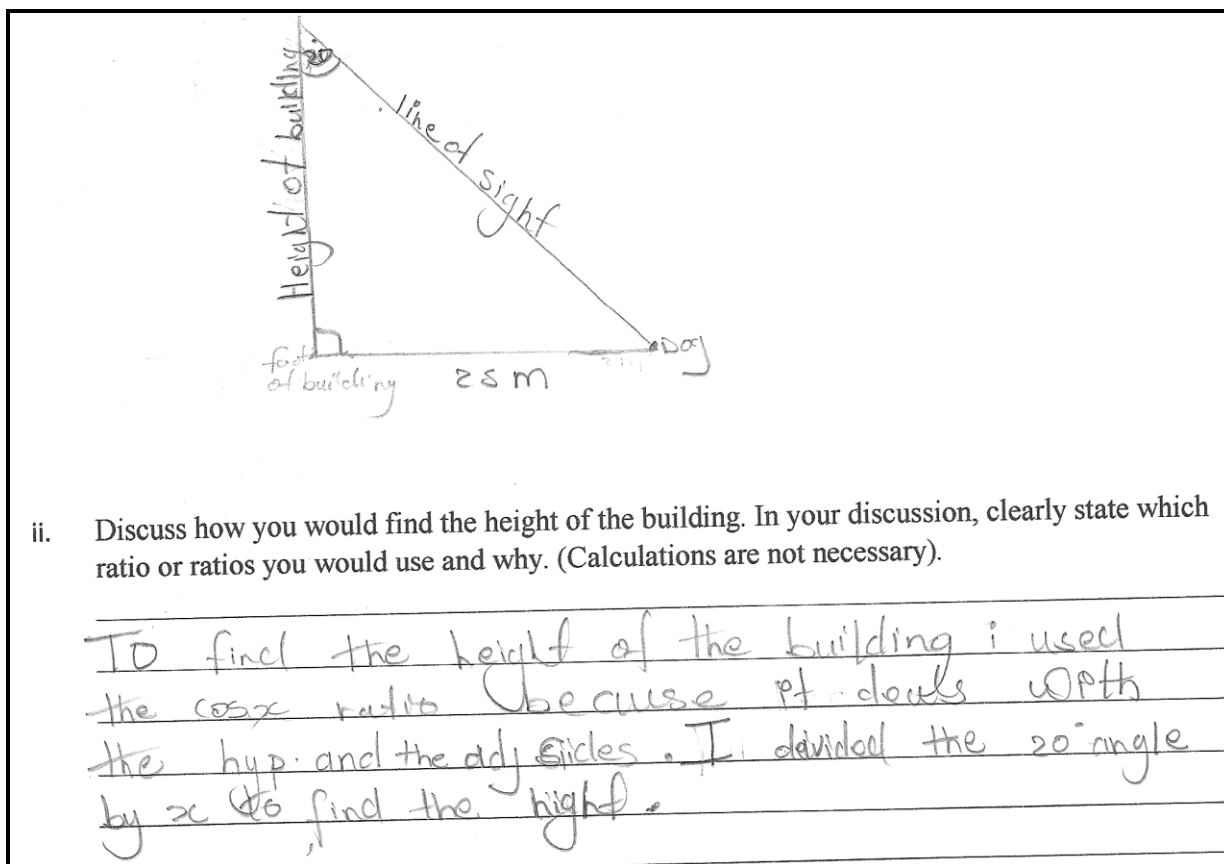 20
Height of building
line of sight
Dog
foot
of building
25 m
ii. Discuss how you would find the height of the building. In your discussion, clearly state which
ratio or ratios you would use and why. (Calculations are not necessary).
To find the height of the building i used
the cosx ratio because it deals with
the hyp. and the adj sides. I devided the 20° angle
by x to find the hight.